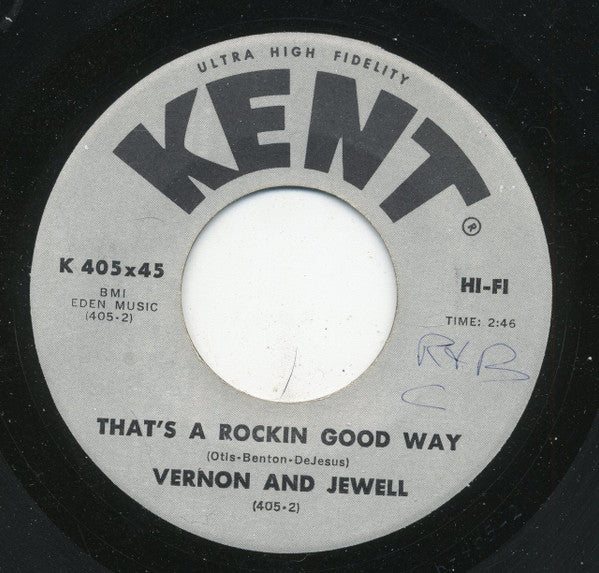 ULTRA HIGH FIDELITY
KENT
®
K 405x45
BMI
EDEN MUSIC
(405-2)
HI-FI
TIME: 2:46
R&B
C
THAT'S A ROCKIN GOOD WAY
(Otis-Benton-DeJesus)
VERNON AND JEWELL
(405-2)